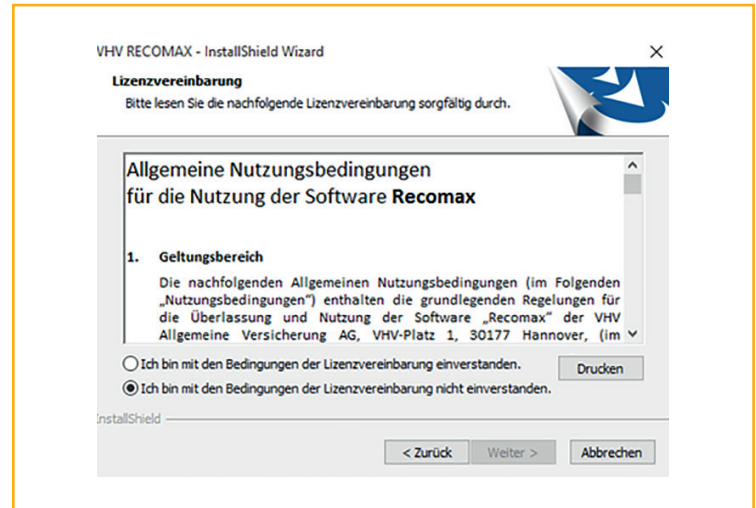 VHV RECOMAX - InstallShield Wizard
Lizenzvereinbarung
Bitte lesen Sie die nachfolgende Lizenzvereinbarung sorgfältig durch.
Allgemeine Nutzungsbedingungen
für die Nutzung der Software Recomax
1. Geltungsbereich
Die nachfolgenden Allgemeinen Nutzungsbedingungen (im Folgenden
„Nutzungsbedingungen“) enthalten die grundlegenden Regelungen für
die Überlassung und Nutzung der Software „Recomax“ der VHV
Allgemeine Versicherung AG, VHV-Platz 1, 30177 Hannover, (im
Ich bin mit den Bedingungen der Lizenzvereinbarung einverstanden.
Drucken
Ich bin mit den Bedingungen der Lizenzvereinbarung nicht einverstanden.
InstallShield
< Zurück Weiter > Abbrechen